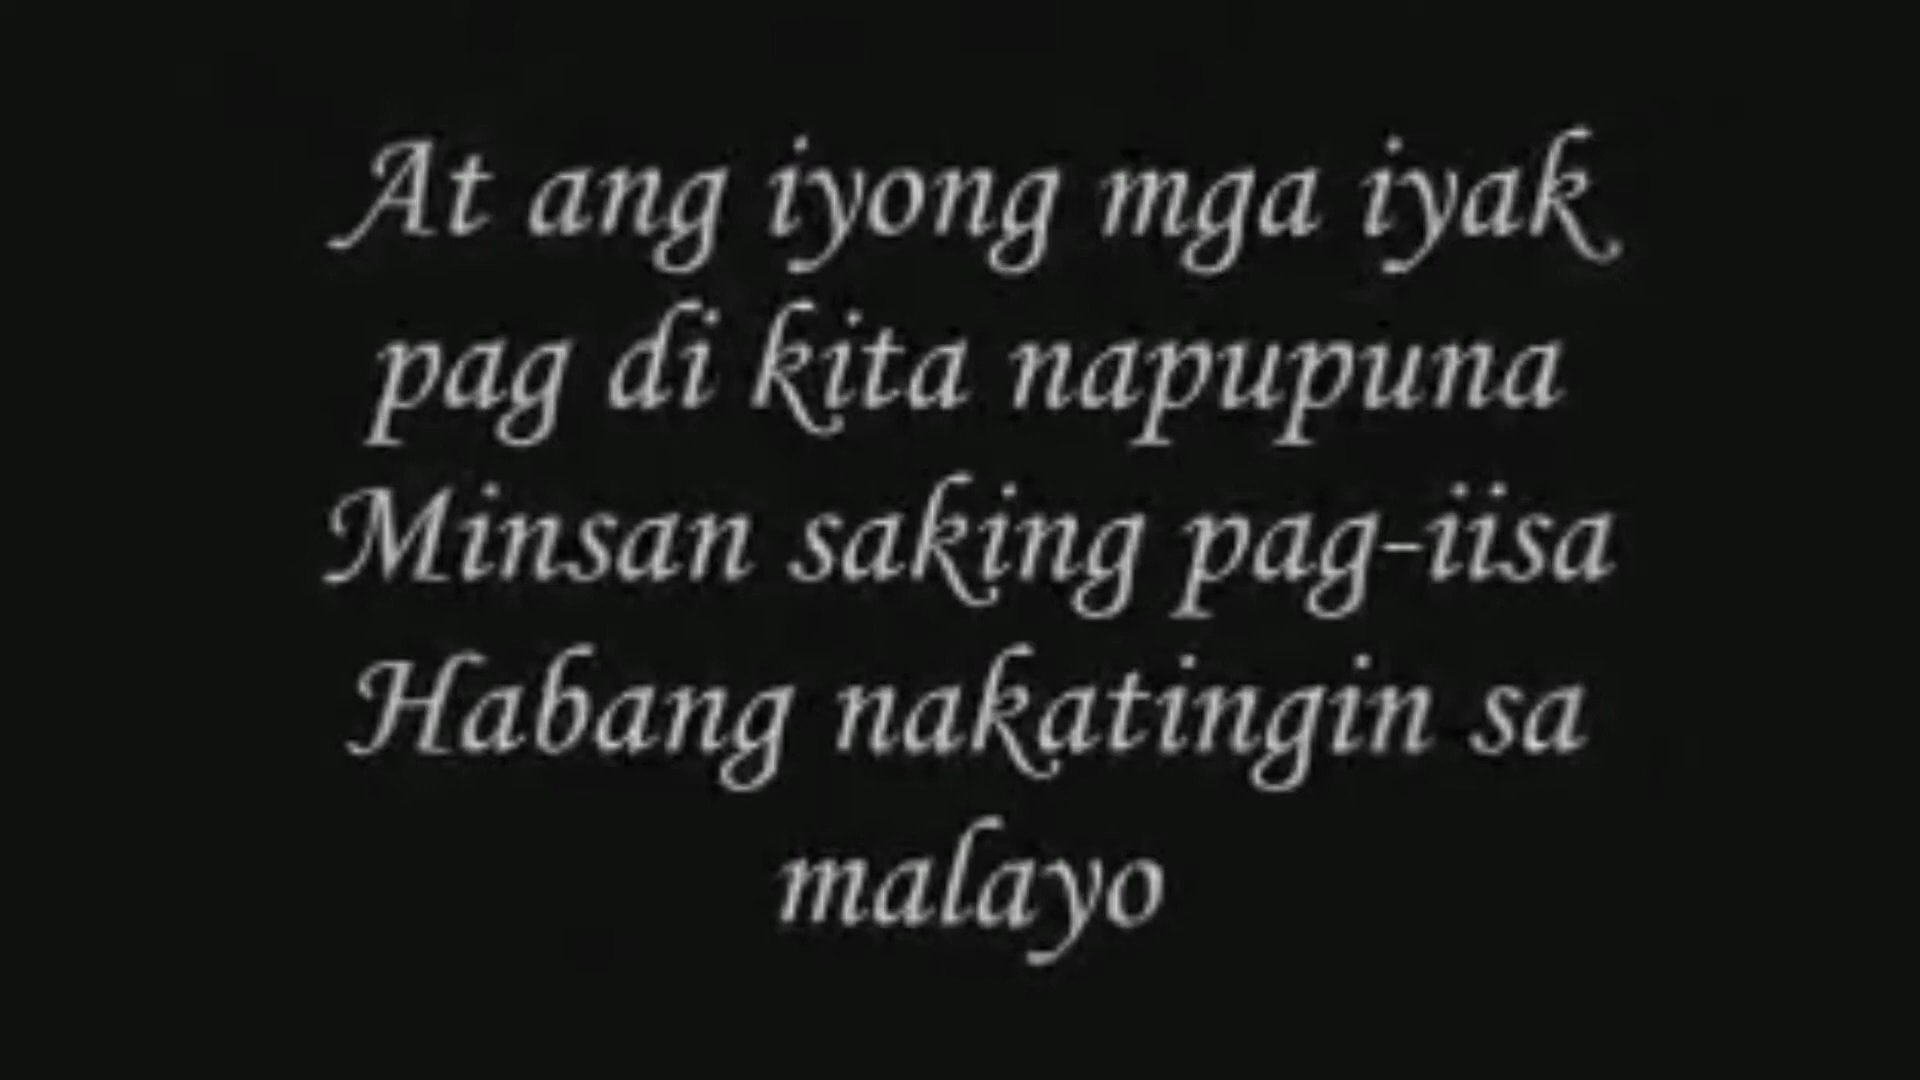 At ang iyong mga iyak
pag di kita napupuna
Minsan saking pag-iisa
Habang nakatingin sa
malayo